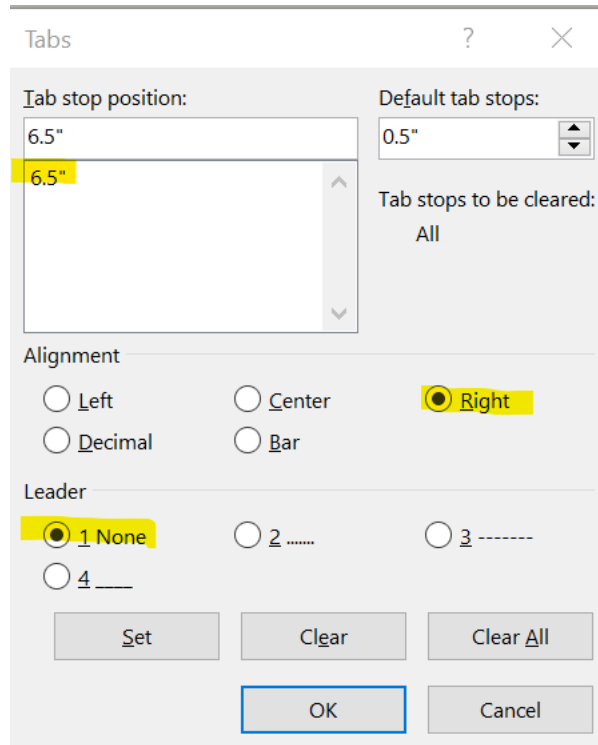 Tabs ?
Tab stop position: Default tab stops:
6.5" 0.5"
6.5"
Tab stops to be cleared:
All
Alignment
Left Center Right
Decimal Bar
Leader
1 None 2 ....... 3 -------
4 ____
Set Clear Clear All
OK Cancel